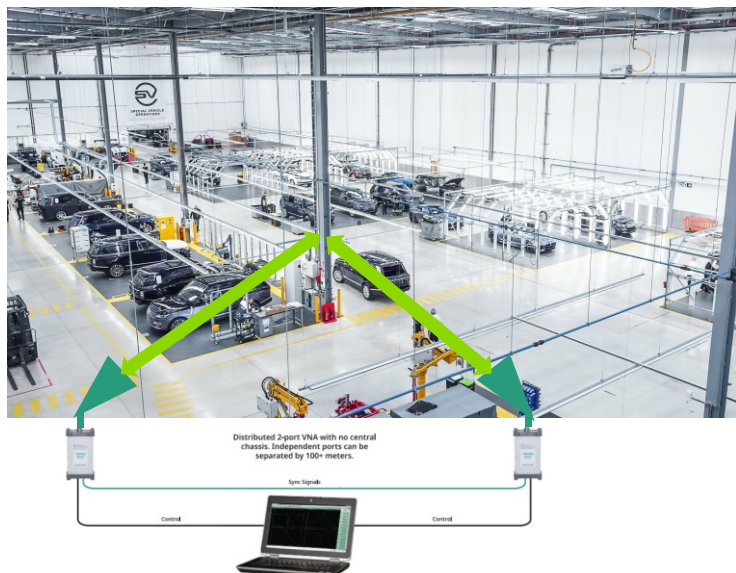 SV
SPECIAL VEHICLE
OPERATIONS
Distributed 2-port VNA with no central
chassis. Independent ports can be
separated by 100+ meters.
Sync Signals
Control
Control